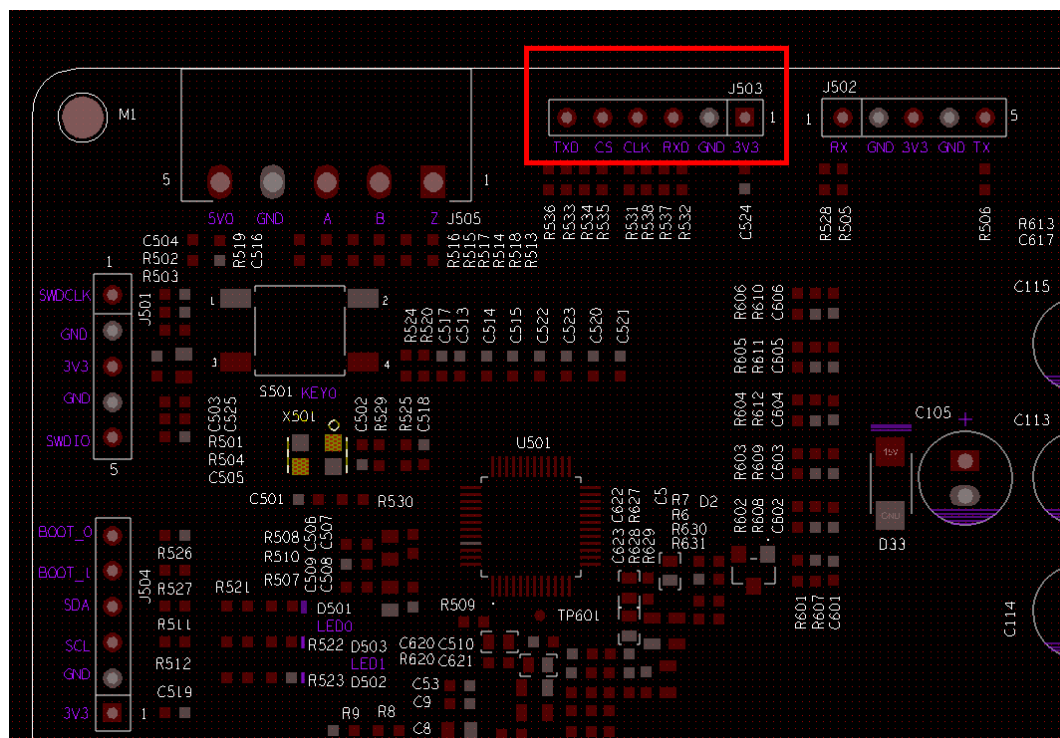 M1
J503
1
TXD CS CLK RXD GND 3V3
J502
1
5
RX GND 3V3 GND TX
5
1
5V0 GND A B Z J505
R536
R533
R534
R535
R531
R538
R537
R532
C524
R528
R505
R506
R613
C617
C504
R502
R503
R519
C516
R516
R515
R517
R514
R518
R513
1
SWDCLK
GND
3V3
GND
SWDIO
5
J501
1
2
3
4
S501 KEY0
R524
R520
C517
C513
C514
C515
C522
C523
C520
C521
R606
R610
C606
C115
R605
R611
C605
R604
R612
C604
C105
+
C113
C503
C525
X501
C502
R529
R525
C518
R501
R504
C505
U501
R603
R609
C603
15V
GND
D33
C501
R530
C622
R627
C5
R7
D2
R6
R630
R631
C623
R628
R629
R602
R608
C602
BOOT_0
BOOT_1
SDA
SCL
GND
3V3
1
J504
R526
R527
R511
R512
C519
R508
R510
R507
C506
C507
C509
C508
R521
D501
LED0
R522
D503
LED1
R523
D502
R509
TP601
C620
C510
R620
C621
R601
R607
C601
C114
C53
C9
C8
R9
R8